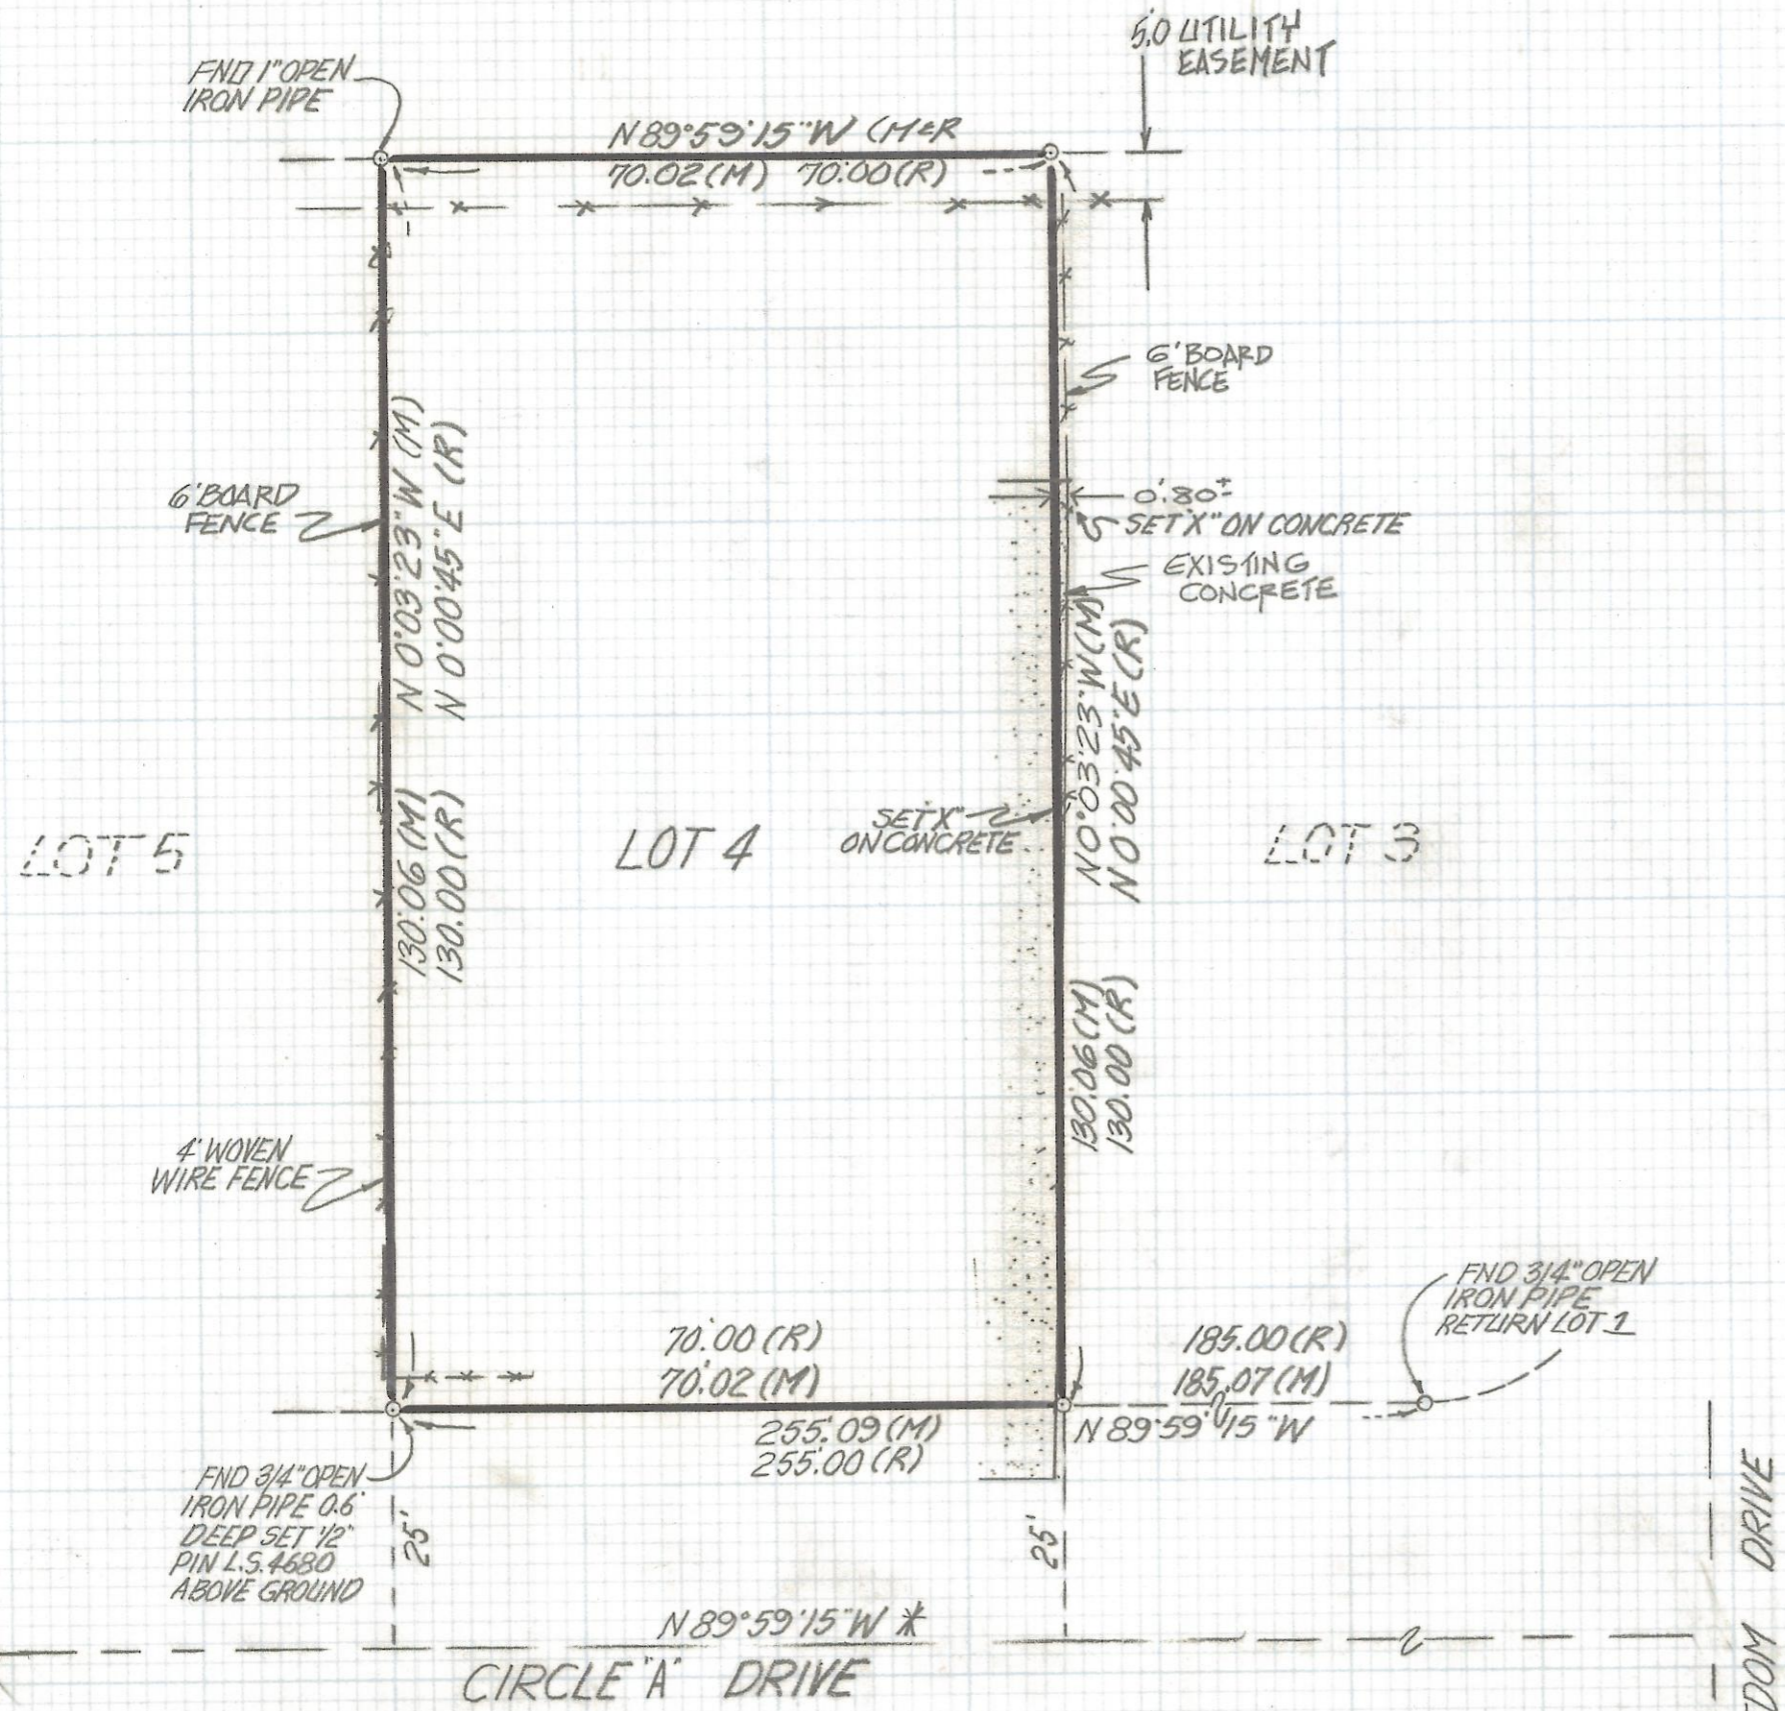 5.0 UTILITY
EASEMENT
FND 1" OPEN
IRON PIPE
N 89°59'15"W (M&R
70.02 (M) 70.00 (R)
6' BOARD
FENCE
0.80±
SET "X" ON CONCRETE
EXISTING
CONCRETE
6' BOARD
FENCE
N 0°03'23"W (M)
N 0°00'45"E (R)
130.06 (M)
130.00 (R)
N 0°03'23"W (M)
N 0°00'45"E (R)
130.06 (M)
130.00 (R)
SET "X"
ON CONCRETE
LOT 5
LOT 4
LOT 3
4' WOVEN
WIRE FENCE
FND 3/4" OPEN
IRON PIPE
RETURN LOT 1
70.00 (R)
70.02 (M)
185.00 (R)
185.07 (M)
N 89°59'15"W
255.09 (M)
255.00 (R)
FND 3/4" OPEN
IRON PIPE 0.6'
DEEP SET 1/2"
PIN L.S. 4680
ABOVE GROUND
25'
25'
N 89°59'15"W *
CIRCLE "A" DRIVE
DOM DRIVE